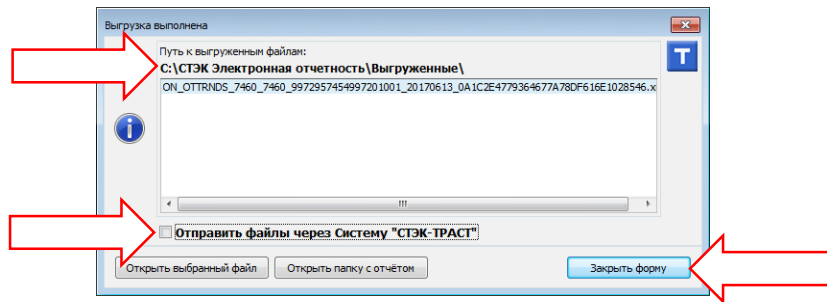 Выгрузка выполнена
Путь к выгруженным файлам:
С:\СТЭК Электронная отчетность\Выгруженные\
ON_OTTRNDS_7460_7460_9972957454997201001_20170613_0A1C2E4779364677A78DF616E1028546.x
T
Отправить файлы через Систему "СТЭК-ТРАСТ"
Открыть выбранный файл
Открыть папку с отчётом
Закрыть форму